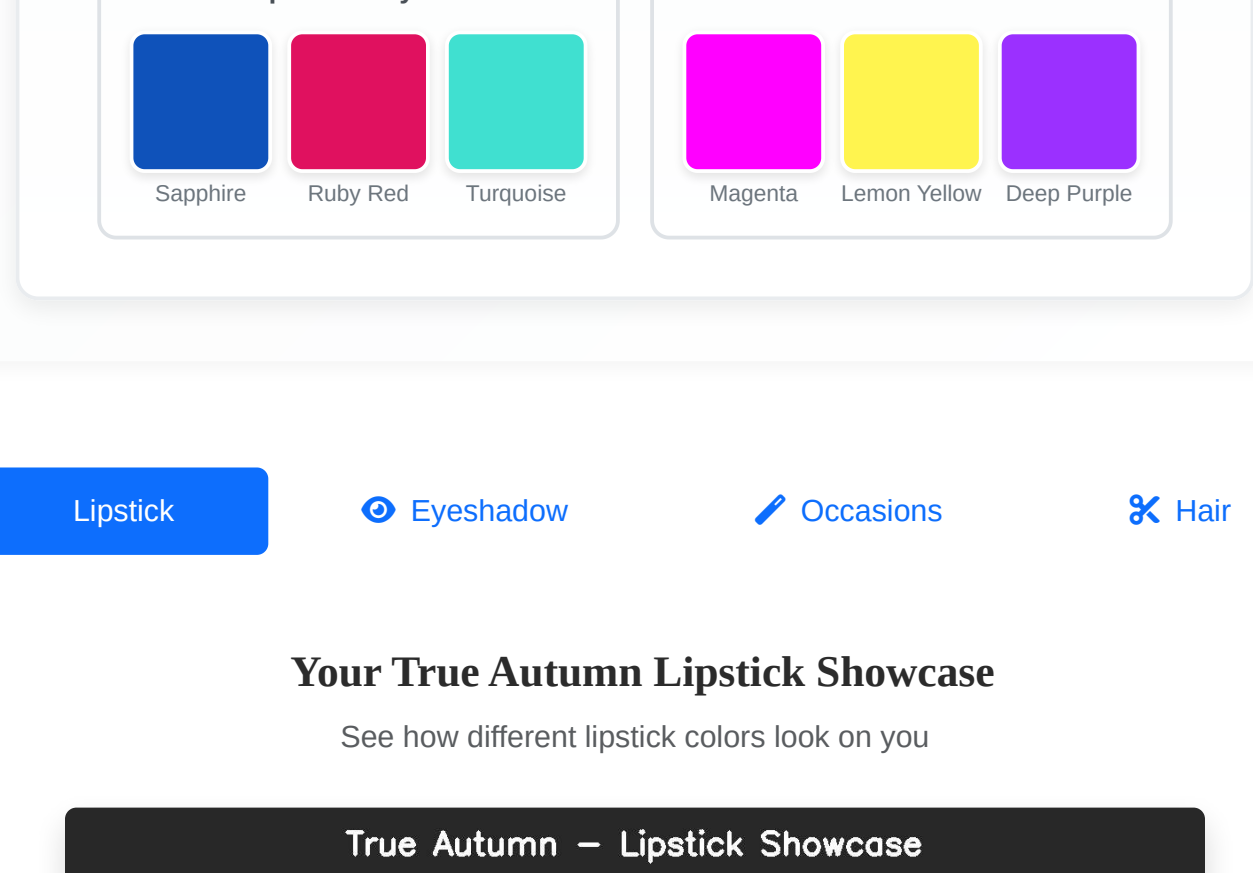 Sapphire Ruby Red Turquoise Magenta Lemon Yellow Deep Purple
Lipstick Eyeshadow Occasions Hair
Your True Autumn Lipstick Showcase
See how different lipstick colors look on you
True Autumn - Lipstick Showcase